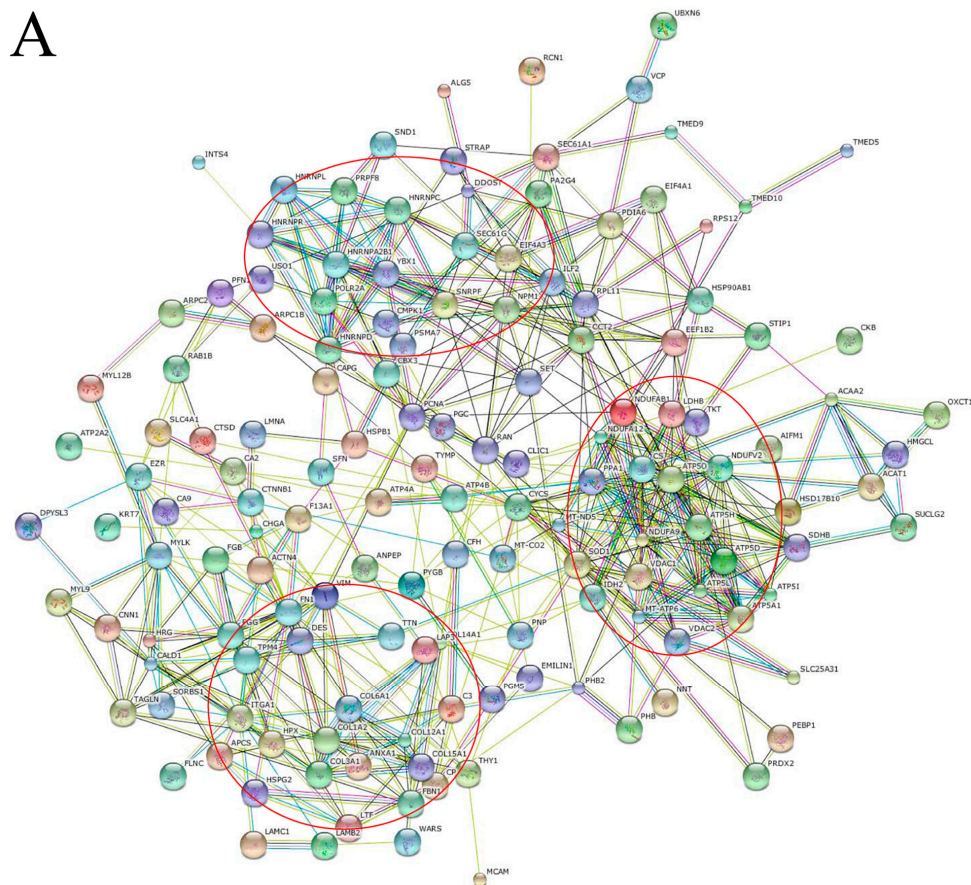 A
UBXN6
RCN1
VCP
ALG5
TMED9
SND1
STRAP
SEC61A1
TMED5
INTS4
HNRNPL
PRPF8
DDOST
PA2G4
EIF4A1
TMED10
HNRNPC
PDIA6
RPS12
HNRNPR
SEC61G
EIF4A3
HNRNPA2B1
YBX1
USO1
ILF2
PFN1
POLR2A
SNRPF
NPM1
RPL11
HSP90AB1
ARPC2
CMPK1
ARPC1B
PSMA7
CCT2
EEF1B2
STIP1
CKB
HNRNPD
RAB1B
CBX3
CAPG
SET
MYL12B
NDUFAB1
LDHB
ACAA2
OXCT1
PCNA
PGC
TKT
SLC4A1
CTSD
LMNA
HSPB1
RAN
NDUFA12
AIFM1
HMGCL
ATP2A2
CLIC1
CA2
TYMP
CS
ATP5O
NDUFV2
EZR
SFN
PPA1
ACAT1
CTNNB1
ATP4A
ATP4B
HSD17B10
CA9
F13A1
CYCS
SUCLG2
DPYSL3
KRT7
CHGA
MT-ND5
ATP5H
NDUFA9
SDHB
MYLK
FGB
ACTN4
ANPEP
CFH
MT-CO2
SOD1
VDAC1
ATP5D
PYGB
IDH2
ATP5L
ATP5I
MYL9
FN1
VIM
MT-ATP6
ATP5A1
CNN1
HRG
FGG
DES
TTN
PNP
VDAC2
CALD1
TPM4
LAP3
EMILIN1
SLC25A31
TAGLN
SORBS1
ITGA1
COL6A1
C3
PGM5
PHB2
NNT
HPX
COL1A2
COL12A1
PHB
PEBP1
FLNC
APCS
COL3A1
ANXA1
COL15A1
THY1
PRDX2
HSPG2
CP
FBN1
LTF
LAMC1
LAMB2
WARS
MCAM